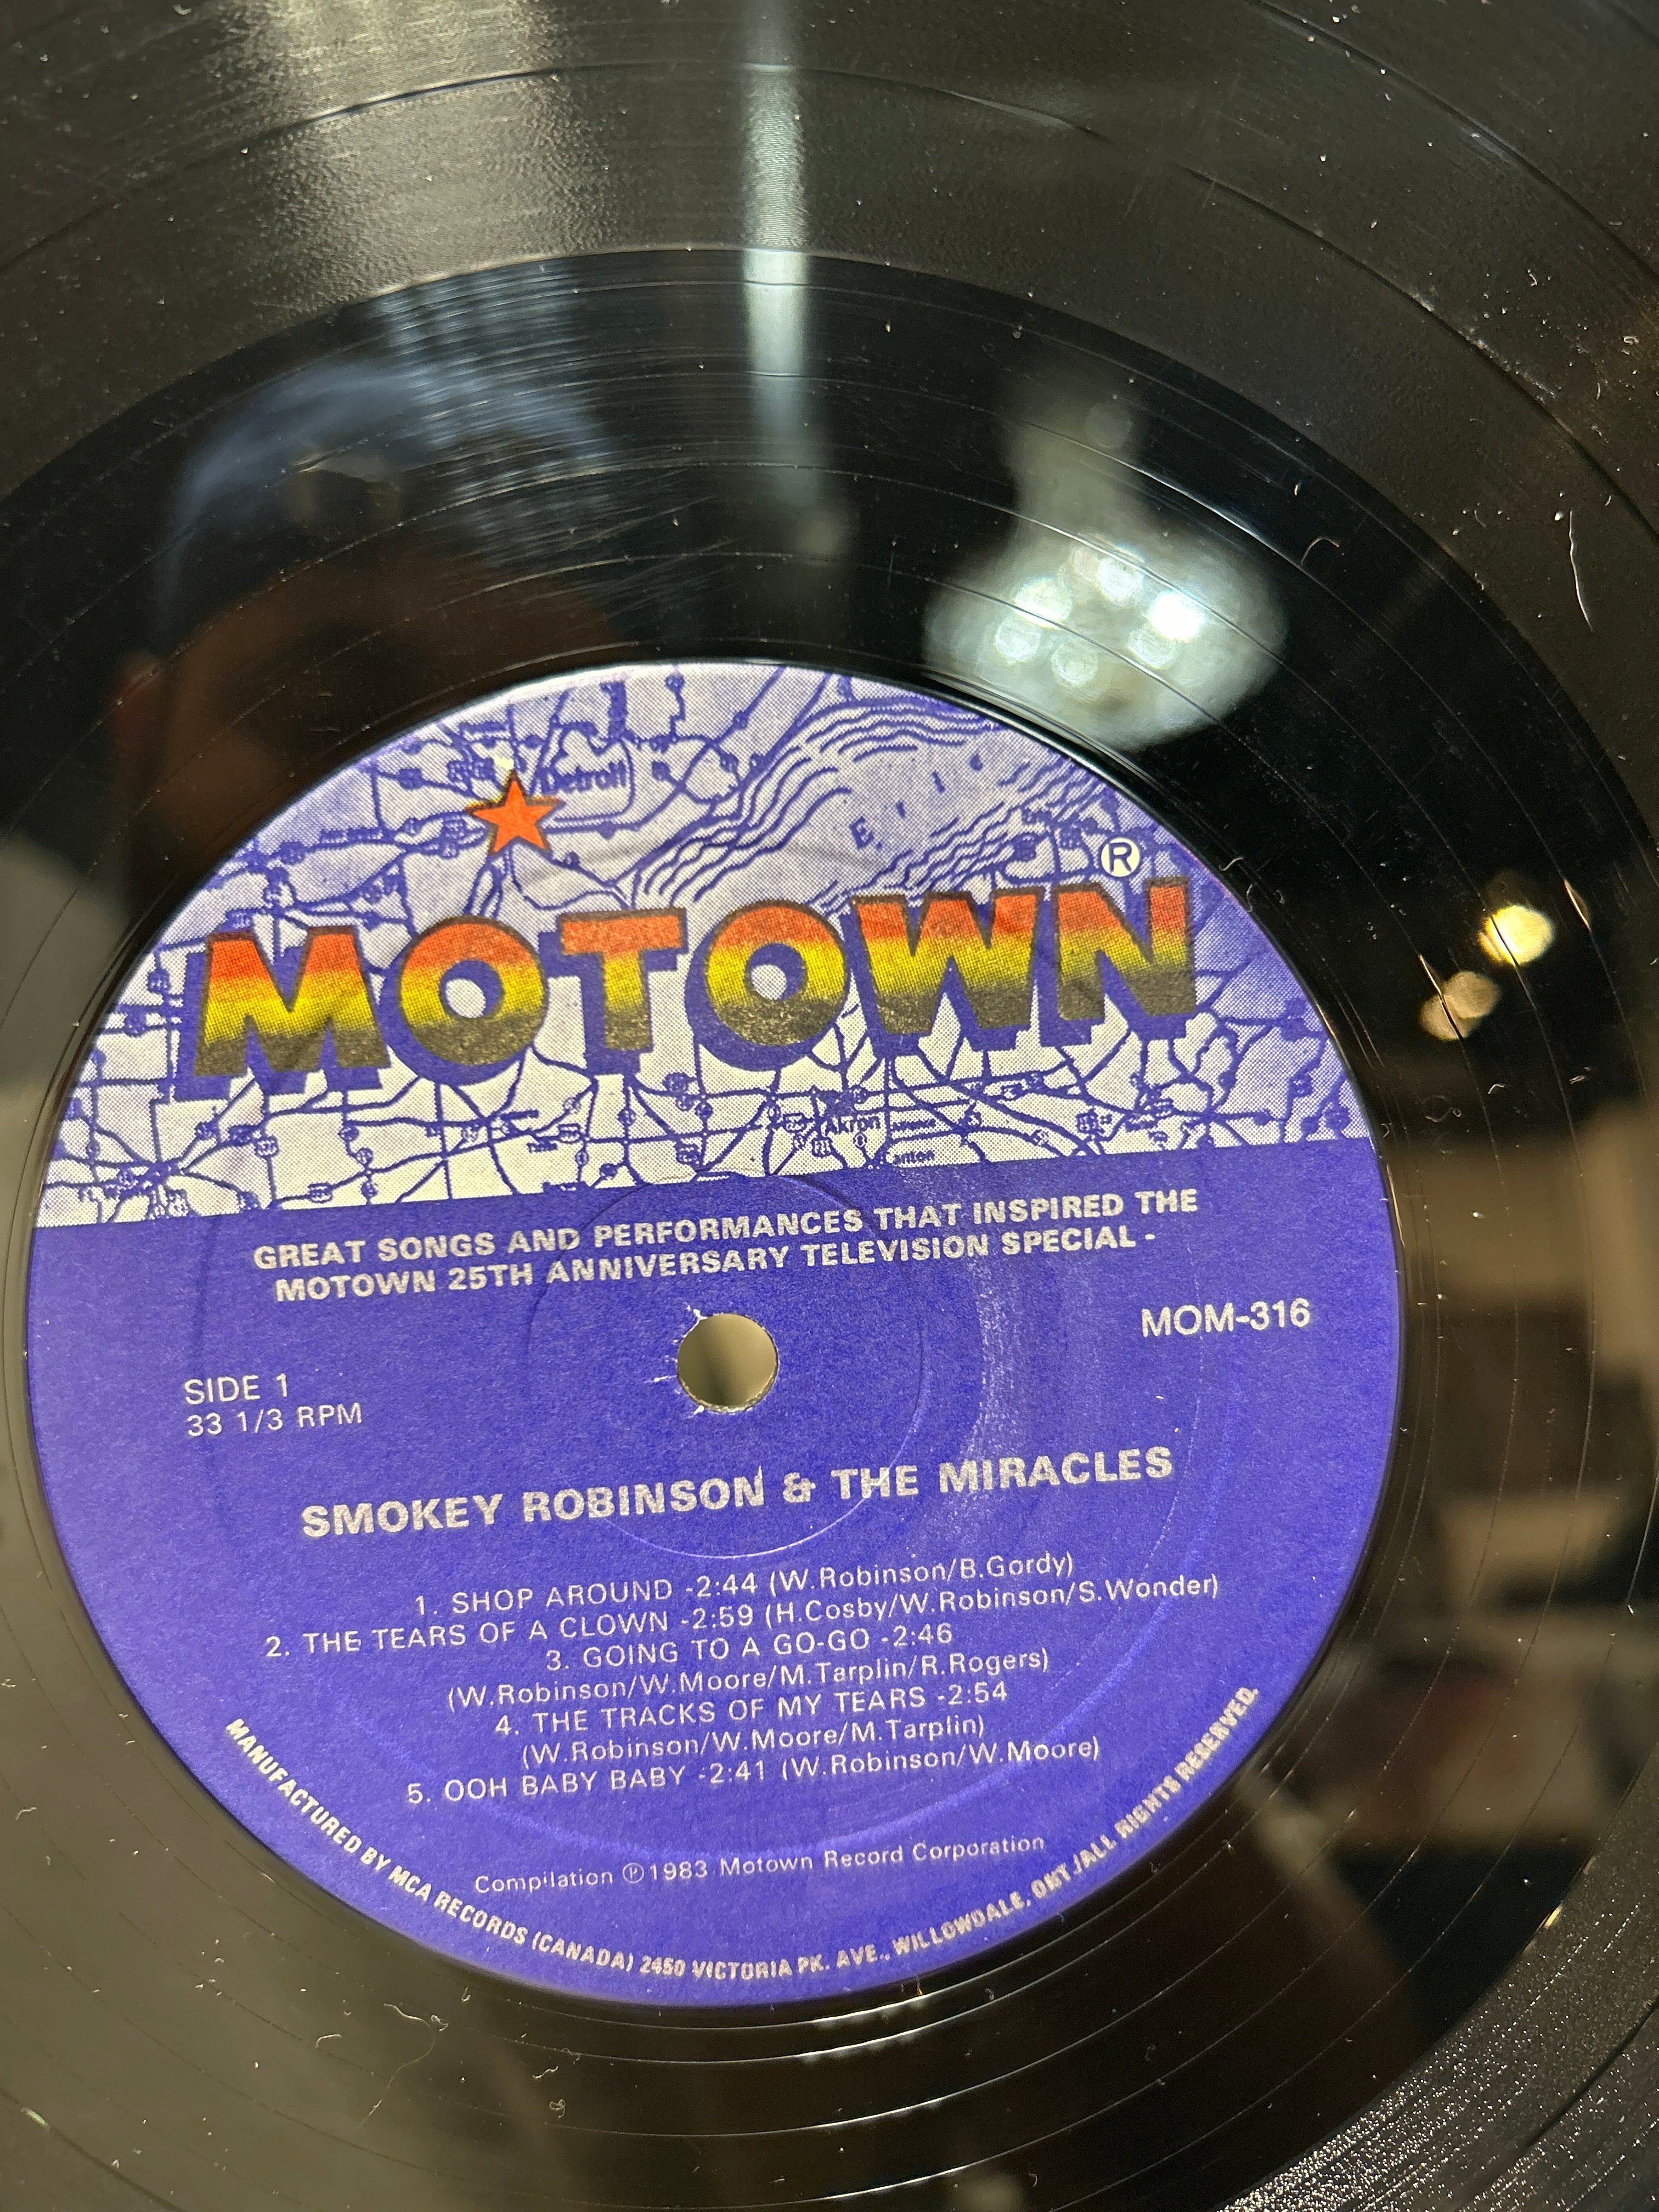 Detroit
Erie
®
MOTOWN
Akron
Canton
GREAT SONGS AND PERFORMANCES THAT INSPIRED THE
MOTOWN 25TH ANNIVERSARY TELEVISION SPECIAL -
MOM-316
SIDE 1
33 1/3 RPM
SMOKEY ROBINSON & THE MIRACLES
1. SHOP AROUND -2:44 (W.Robinson/B.Gordy)
2. THE TEARS OF A CLOWN -2:59 (H.Cosby/W.Robinson/S.Wonder)
3. GOING TO A GO-GO -2:46
(W.Robinson/W.Moore/M.Tarplin/R.Rogers)
4. THE TRACKS OF MY TEARS -2:54
(W.Robinson/W.Moore/M.Tarplin)
5. OOH BABY BABY -2:41 (W.Robinson/W.Moore)
Compilation ℗1983 Motown Record Corporation
MANUFACTURED BY MCA RECORDS (CANADA) 2450 VICTORIA PK. AVE., WILLOWDALE, ONT./ALL RIGHTS RESERVED.